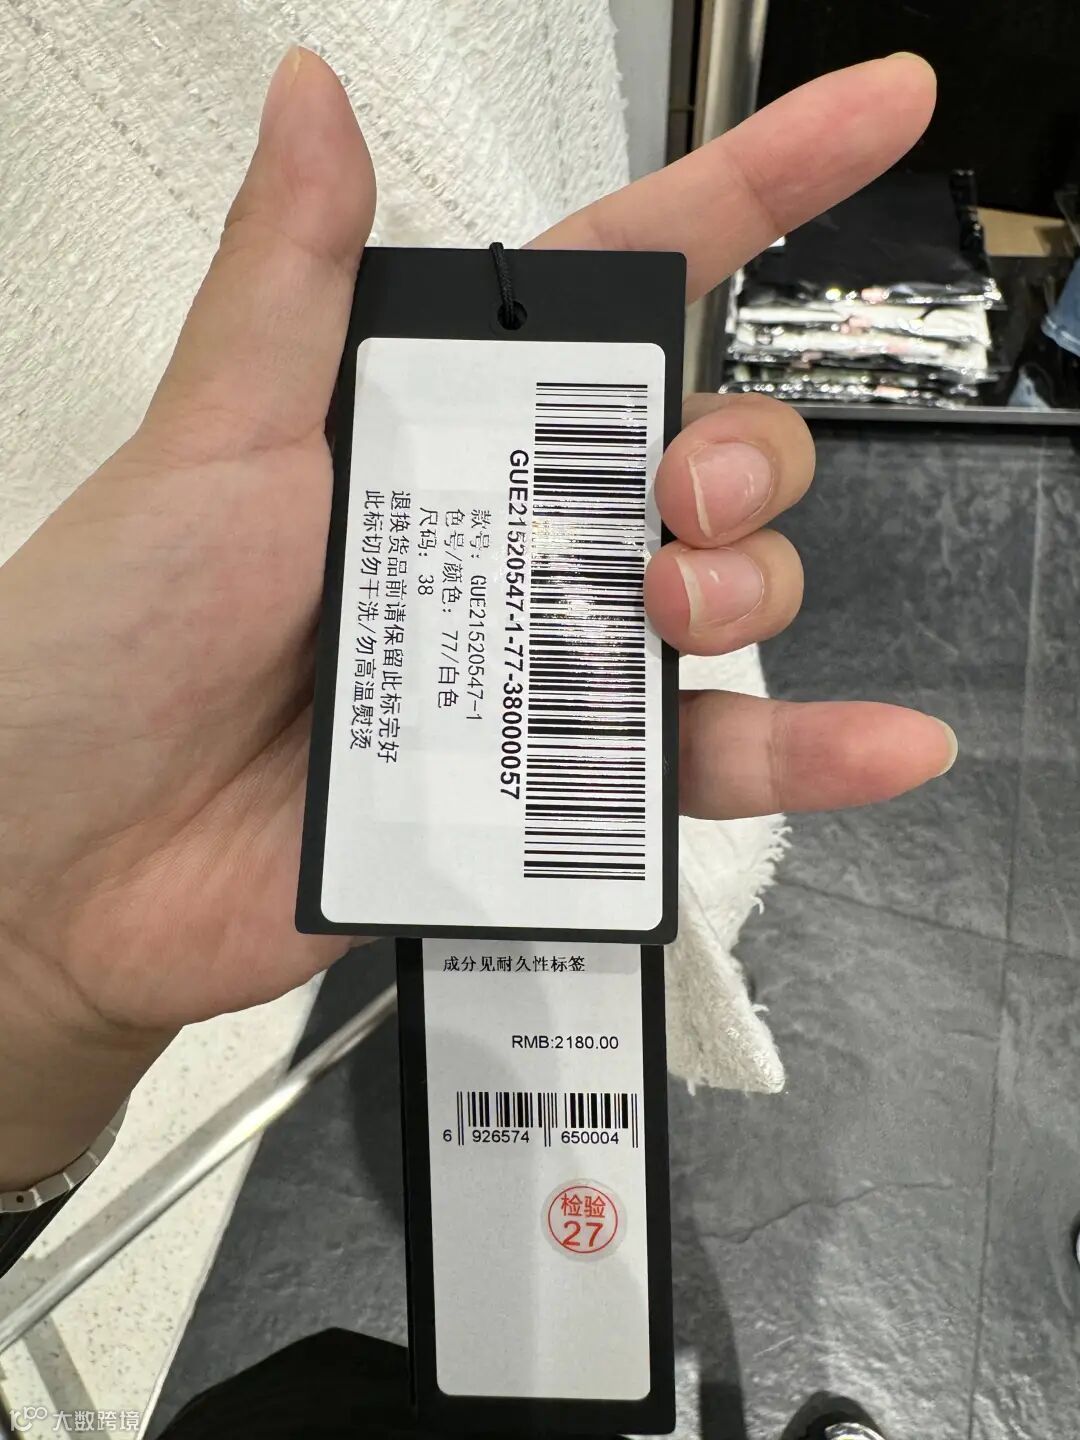 GUE21520547-1-77-38000057
款号：GUE21520547-1
色号/颜色：77/白色
尺码：38
退换货品前请保留此标完好
此标切勿干洗/勿高温熨烫
成分见耐久性标签
RMB:2180.00
6 926574 650004
检验
27
大数跨境